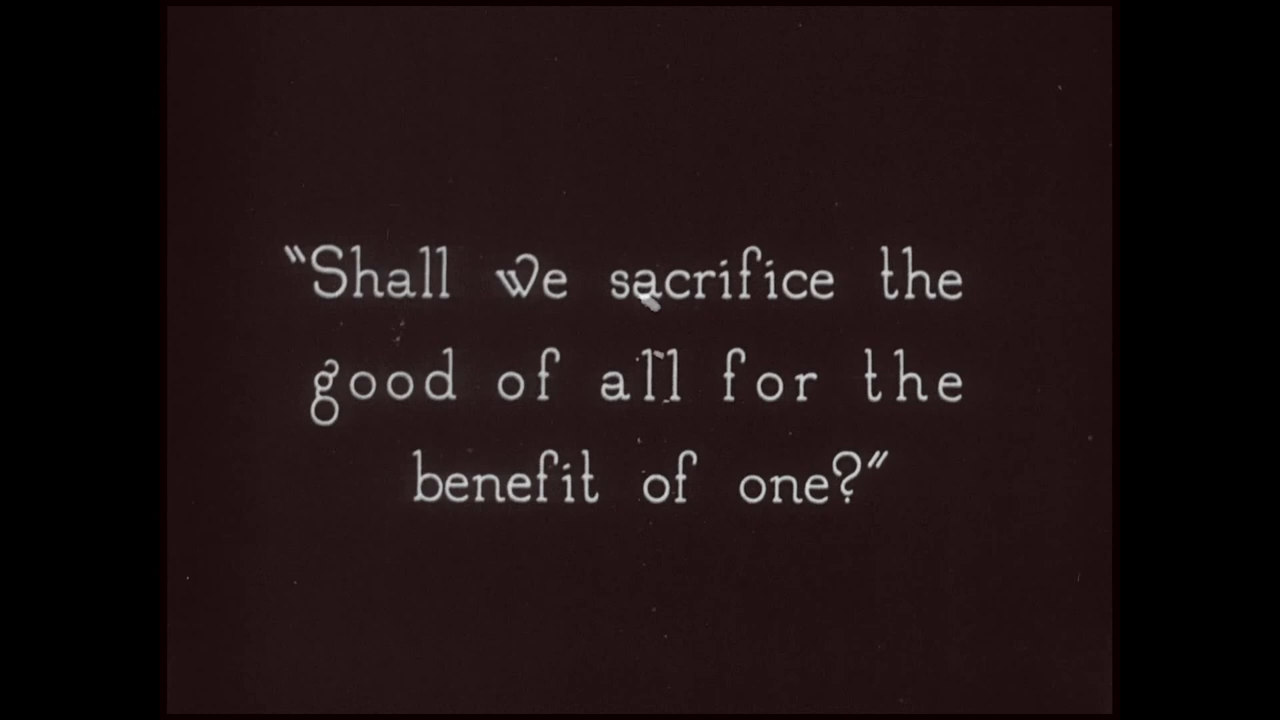 "Shall we sacrifice the
good of all for the
benefit of one?"